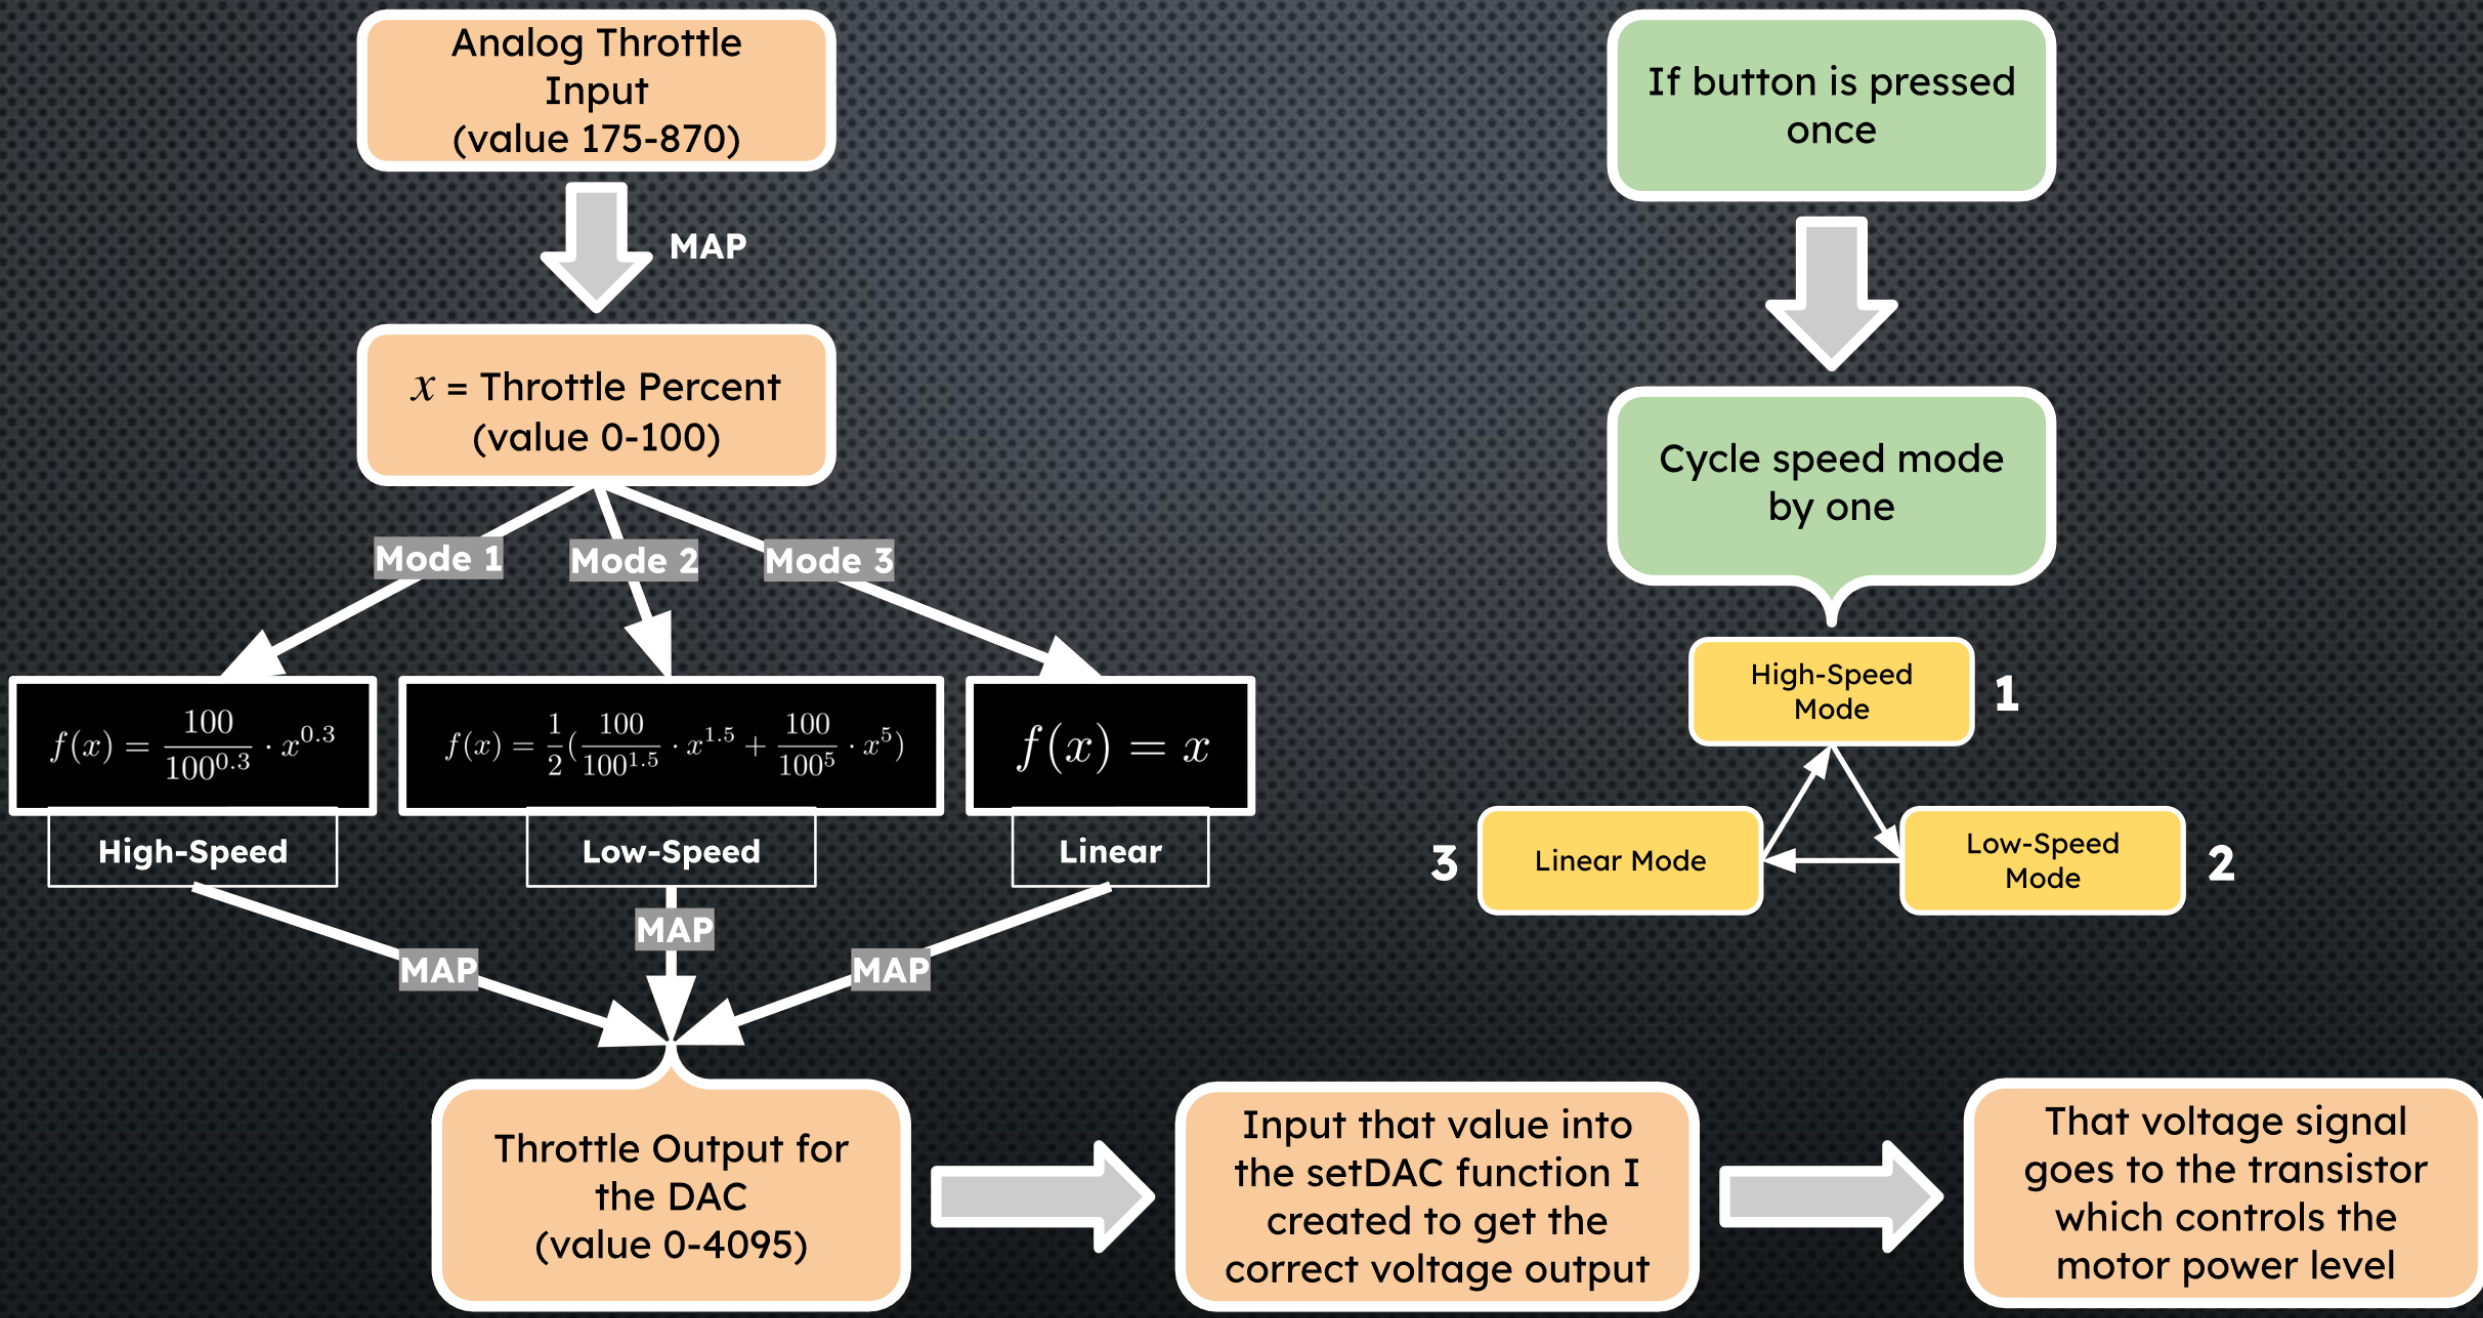 Analog Throttle
Input
(value 175-870)
MAP
x = Throttle Percent
(value 0-100)
Mode 1
Mode 2
Mode 3
f(x) = \frac{100}{100^{0.3}} · x^{0.3}
f(x) = \frac{1}{2}(\frac{100}{100^{1.5}} · x^{1.5} + \frac{100}{100^{5}} · x^{5})
f(x) = x
High-Speed
Low-Speed
Linear
MAP
MAP
MAP
Throttle Output for
the DAC
(value 0-4095)
Input that value into
the setDAC function I
created to get the
correct voltage output
That voltage signal
goes to the transistor
which controls the
motor power level
If button is pressed
once
Cycle speed mode
by one
High-Speed
Mode
1
Low-Speed
Mode
2
Linear Mode
3